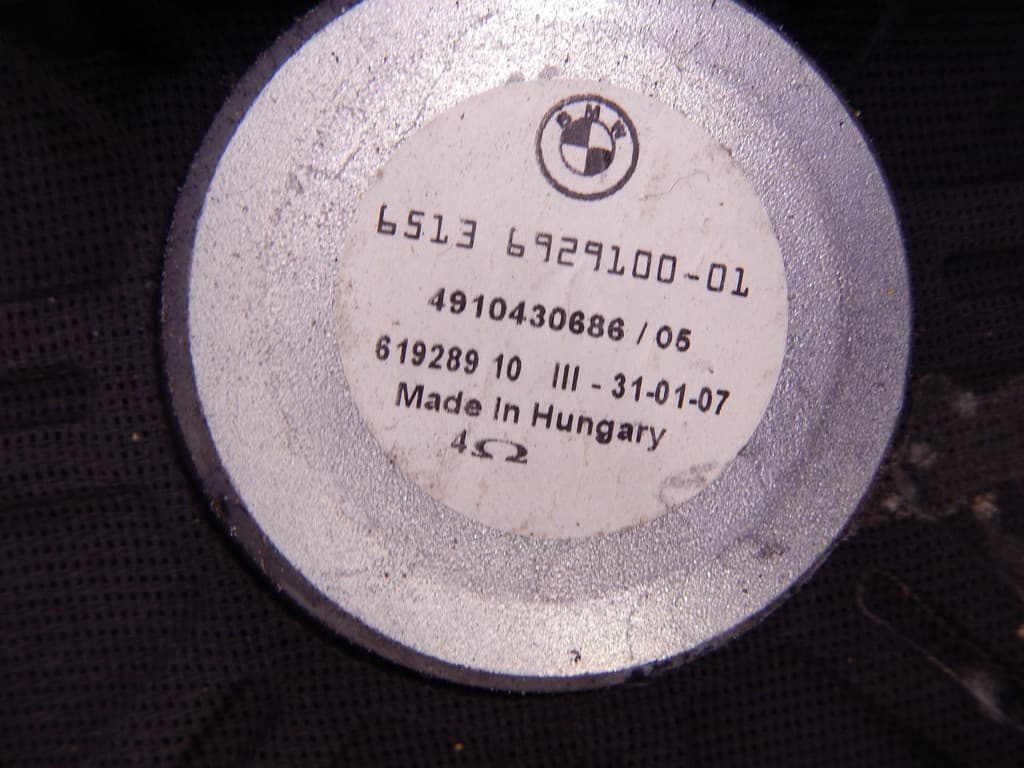 BMW
6513 6929100-01
4910430686 / 05
619289 10 III - 31-01-07
Made in Hungary
4Ω